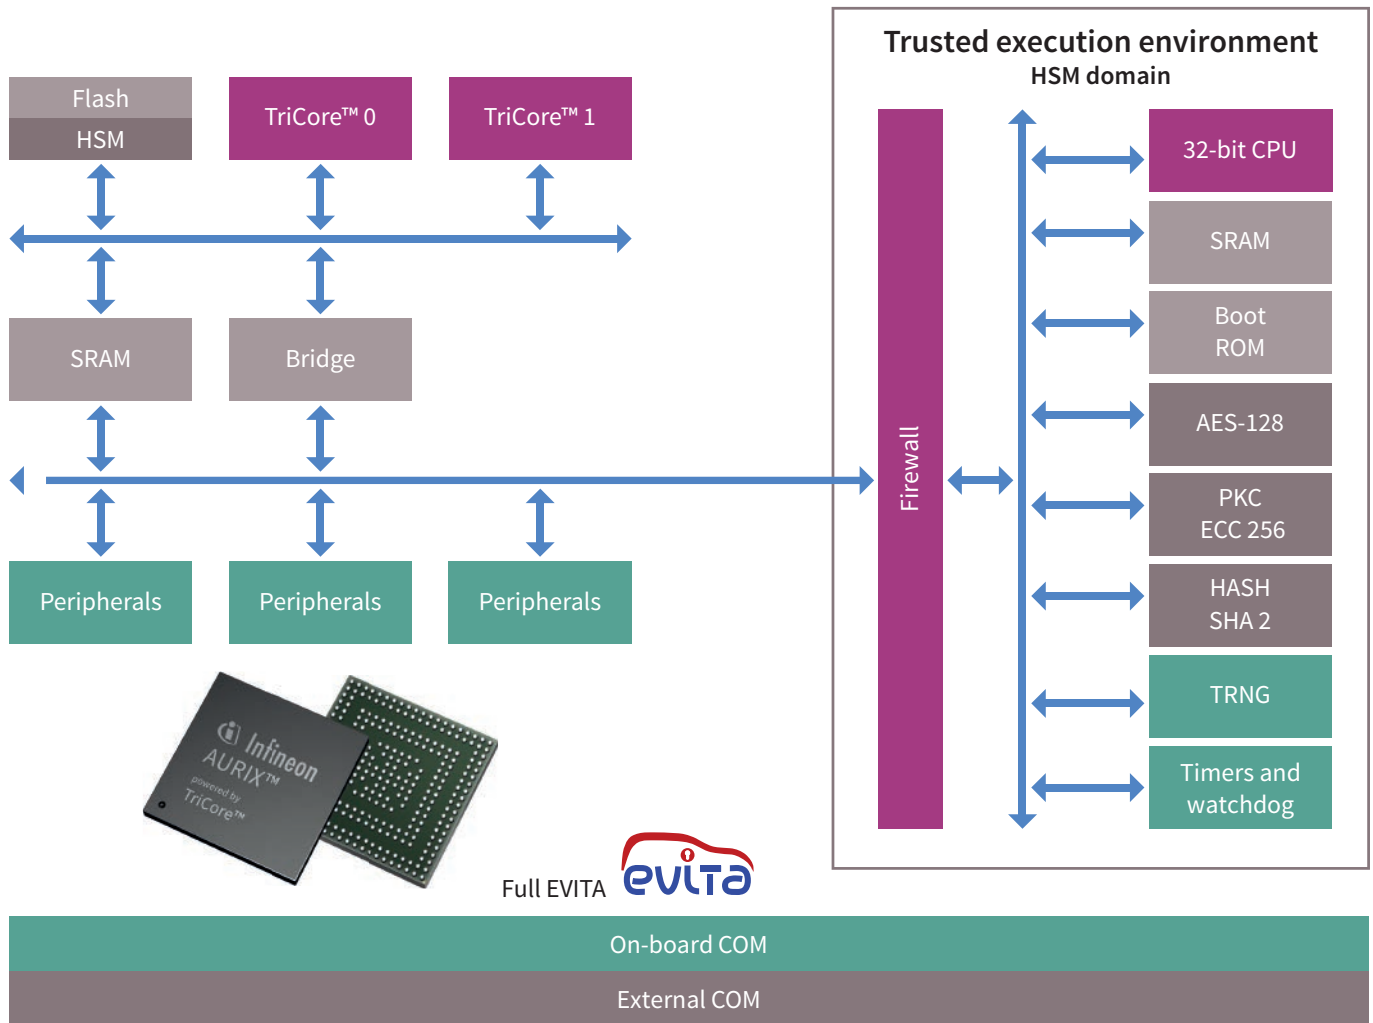 Trusted execution environment
HSM domain
Flash
HSM
TriCore™ 0
TriCore™ 1
SRAM
Bridge
Peripherals
Peripherals
Peripherals
Firewall
32-bit CPU
SRAM
Boot
ROM
AES-128
PKC
ECC 256
HASH
SHA 2
TRNG
Timers and
watchdog
Infineon
AURIX™
powered by
TriCore™
Full EVITA
evita
On-board COM
External COM